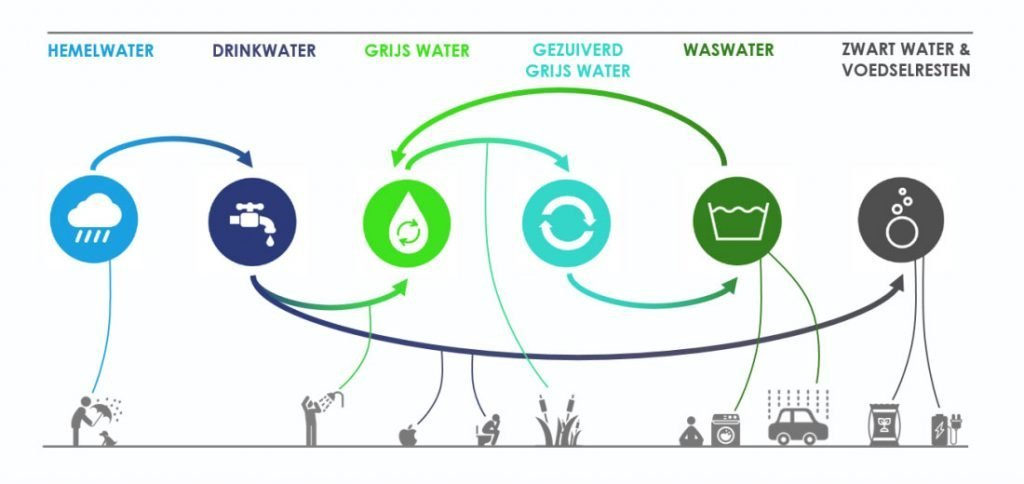 HEMELWATER
DRINKWATER
GRIJS WATER
GEZUIVERD
GRIJS WATER
WASWATER
ZWART WATER &
VOEDSELRESTEN